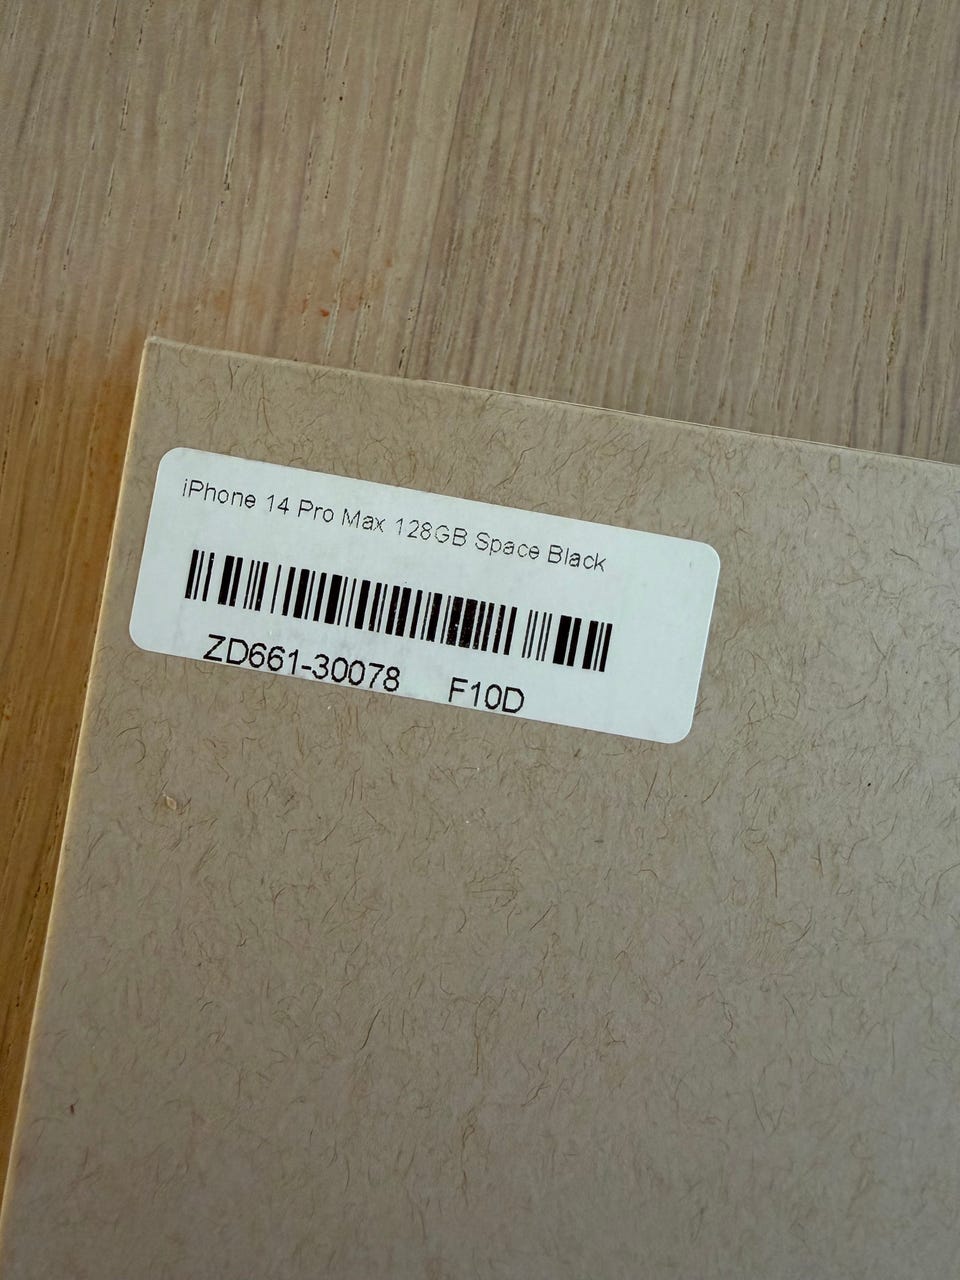 iPhone 14 Pro Max 128GB Space Black
ZD661-30078 F10D